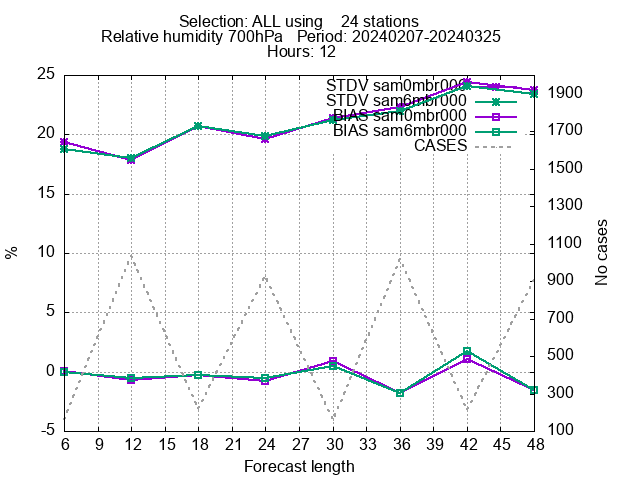 Selection: ALL using    24 stations
Relative humidity 700hPa   Period: 20240207-20240325
Hours: 12
STDV sam0mbr000
STDV sam6mbr000
BIAS sam0mbr000
BIAS sam6mbr000
CASES
25
20
15
10
5
0
-5
%
1900
1700
1500
1300
1100
900
700
500
300
100
No cases
6 9 12 15 18 21 24 27 30 33 36 39 42 45 48
Forecast length